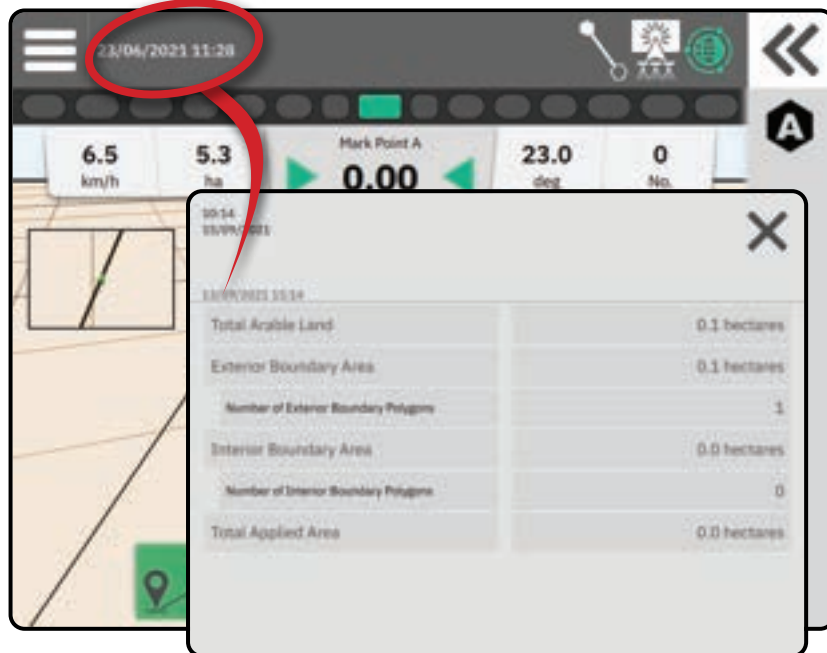 23/06/2021 11:28
A
Mark Point A
6.5 5.3 0.00 23.0 0
km/h ha deg No.
10:14
13/09/2021
13/09/2021 15:14
Total Arable Land 0.1 hectares
Exterior Boundary Area 0.1 hectares
Number of Exterior Boundary Polygons 1
Interior Boundary Area 0.0 hectares
Number of Interior Boundary Polygons 0
Total Applied Area 0.0 hectares